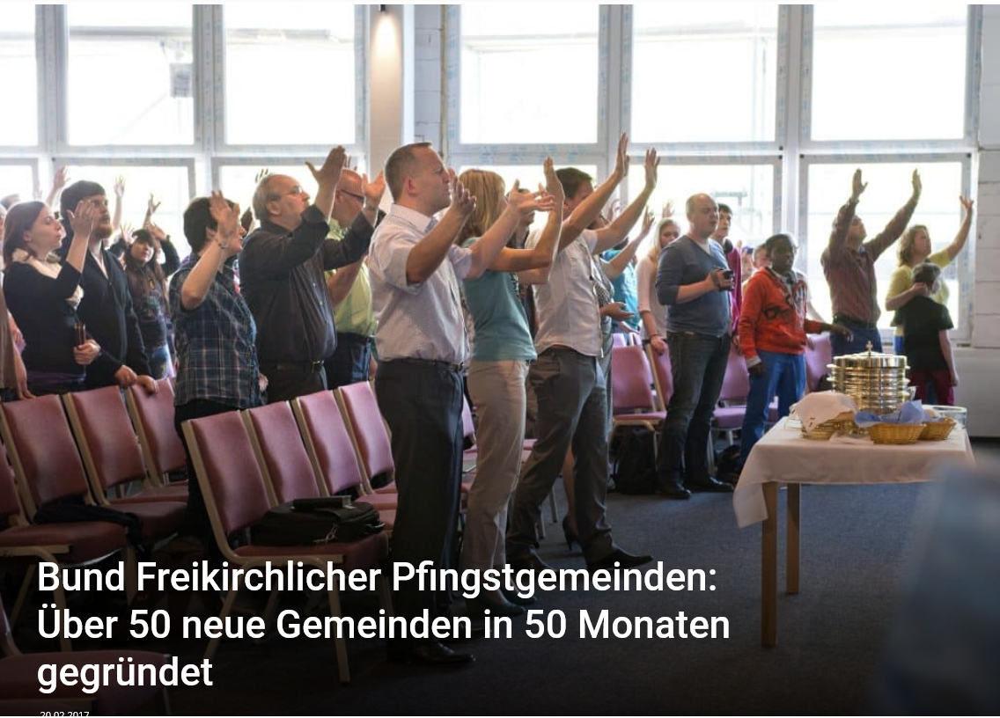 Bund Freikirchlicher Pfingstgemeinden:
Über 50 neue Gemeinden in 50 Monaten
gegründet
20.02.2017